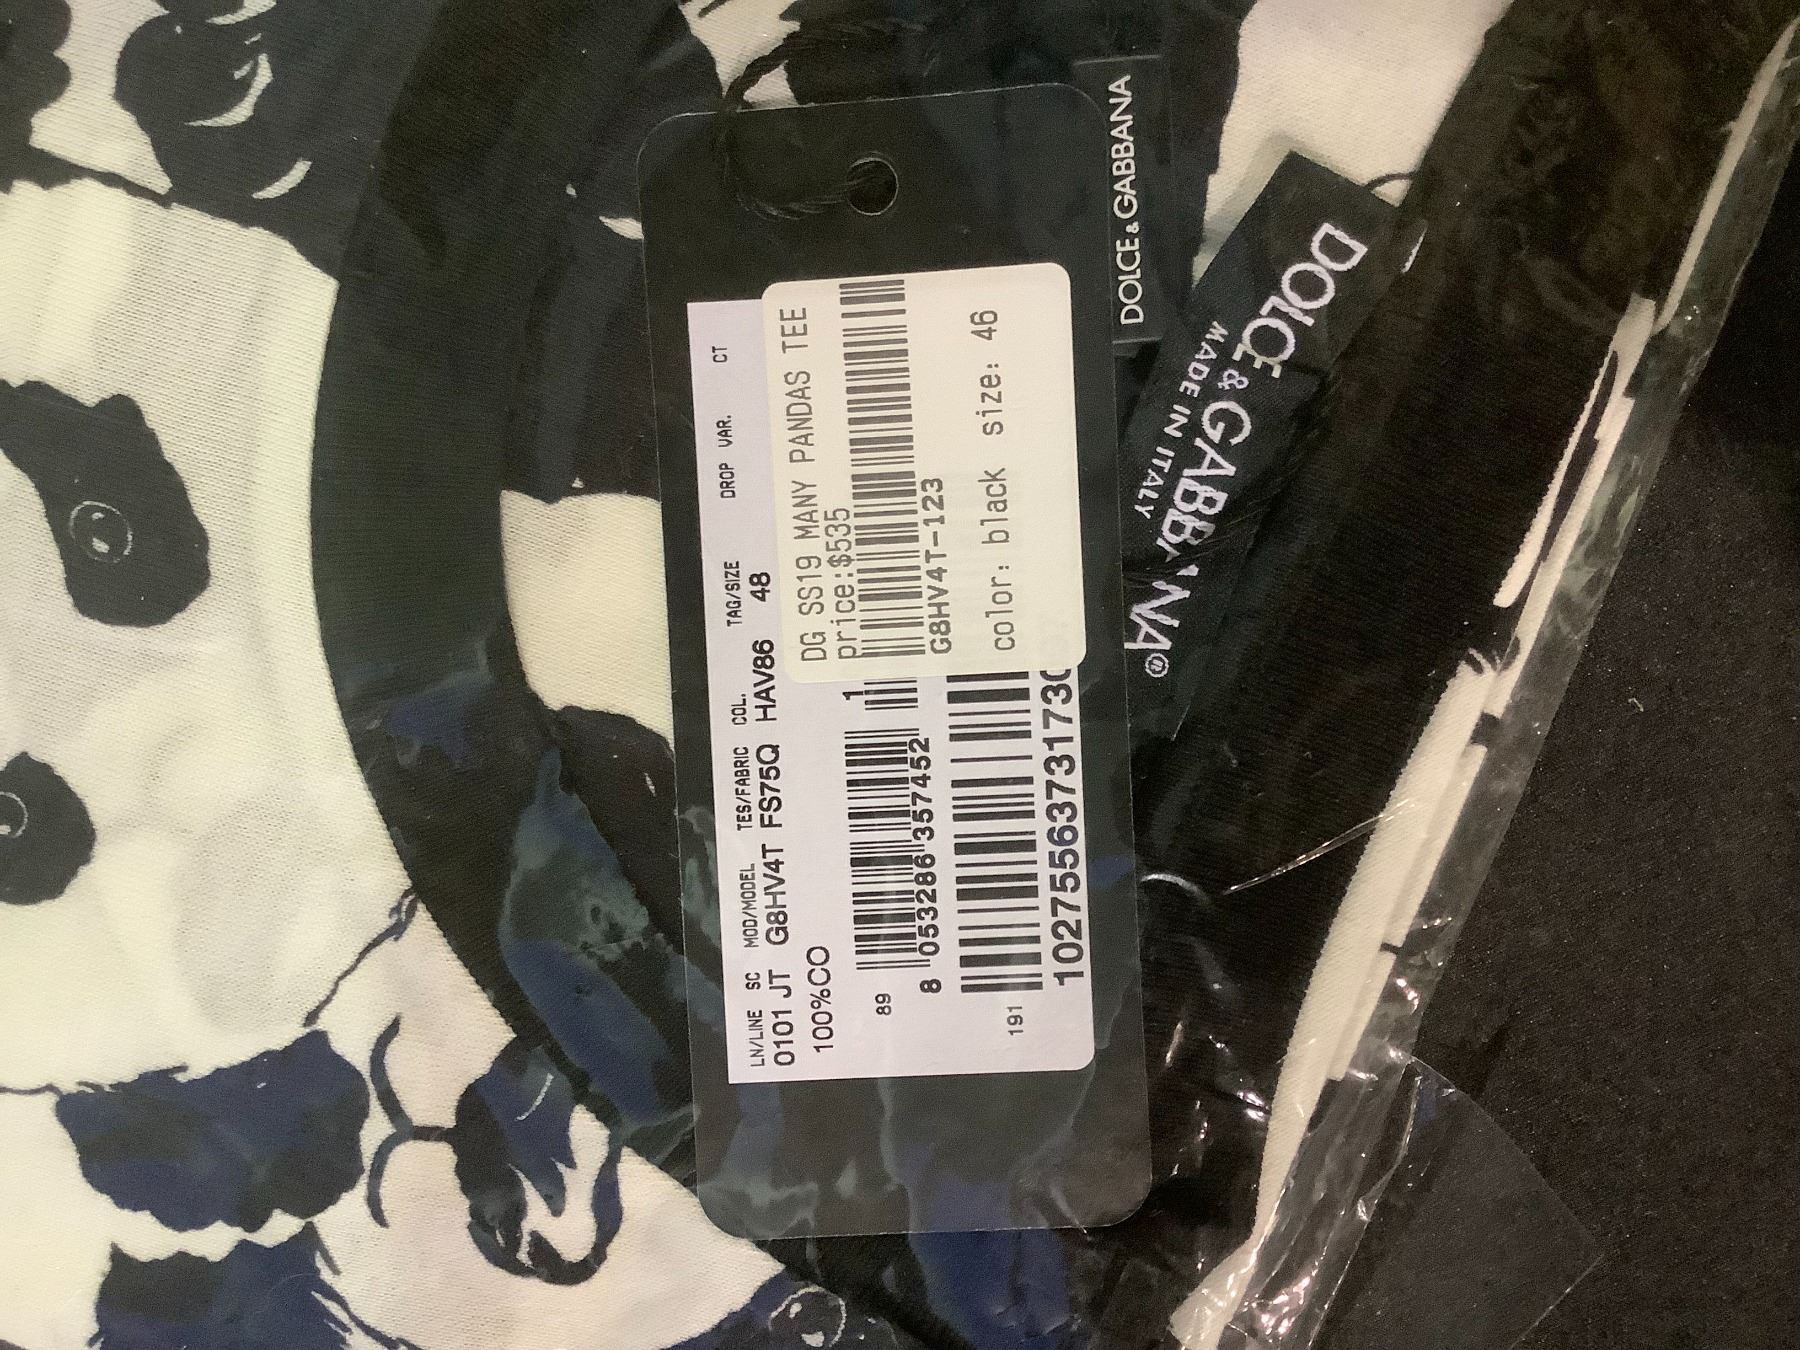 DOLCE & GABBANA
DOLCE & GABBANA®
MADE IN ITALY
LN/LINE SC MOD/MODEL TES/FABRIC COL. TAG/SIZE DROP VAR. CT
0101 JT G8HV4T FS75Q HAV86 48
100%CO
DG SS19 MANY PANDAS TEE
price:$535
1
G8HV4T-123
color: black size: 46
89
8 053286 357452
191
1027556373173